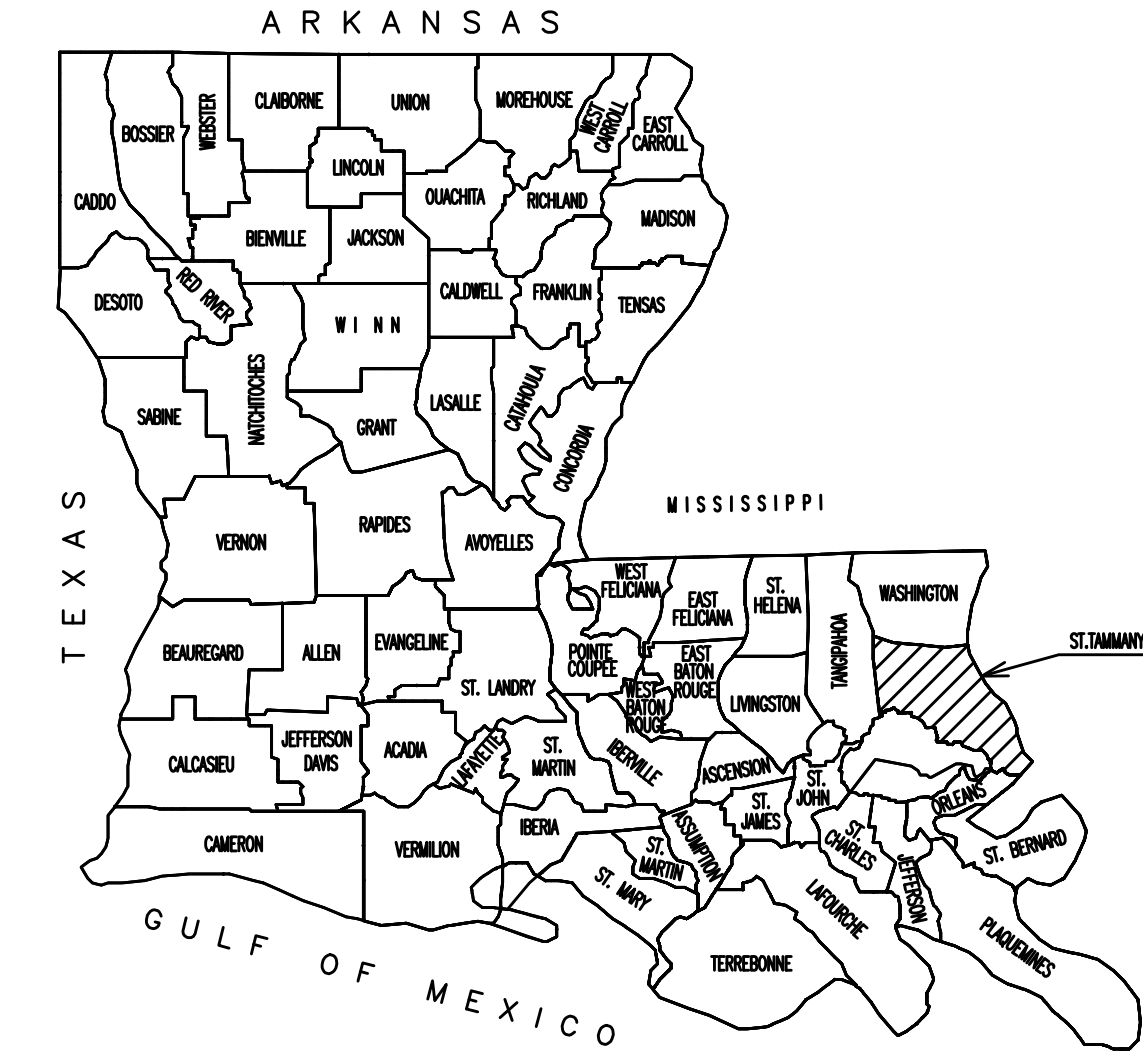 ARKANSAS
CLAIBORNE
UNION
MOREHOUSE
WEST
CARROLL
EAST
CARROLL
BOSSIER
WEBSTER
LINCOLN
CADDO
OUACHITA
RICHLAND
MADISON
BIENVILLE
JACKSON
RED RIVER
DESOTO
CALDWELL
FRANKLIN
TENSAS
WINN
NATCHITOCHES
SABINE
GRANT
LASALLE
CATAHOULA
CONCORDIA
TEXAS
MISSISSIPPI
VERNON
RAPIDES
AVOYELLES
WEST
FELICIANA
EAST
FELICIANA
ST.
HELENA
WASHINGTON
TANGIPAHOA
ST.TAMMANY
BEAUREGARD
ALLEN
EVANGELINE
POINTE
COUPEE
EAST
BATON
ROUGE
ST. LANDRY
WEST
BATON
ROUGE
LIVINGSTON
CALCASIEU
JEFFERSON
DAVIS
ACADIA
LAFAYETTE
ST.
MARTIN
IBERVILLE
ASCENSION
ST.
JOHN
ORLEANS
ST.
JAMES
CAMERON
VERMILION
IBERIA
ST.
MARTIN
ASSUMPTION
ST.
CHARLES
ST. BERNARD
JEFFERSON
ST. MARY
LAFOURCHE
PLAQUEMINES
TERREBONNE
GULF OF MEXICO